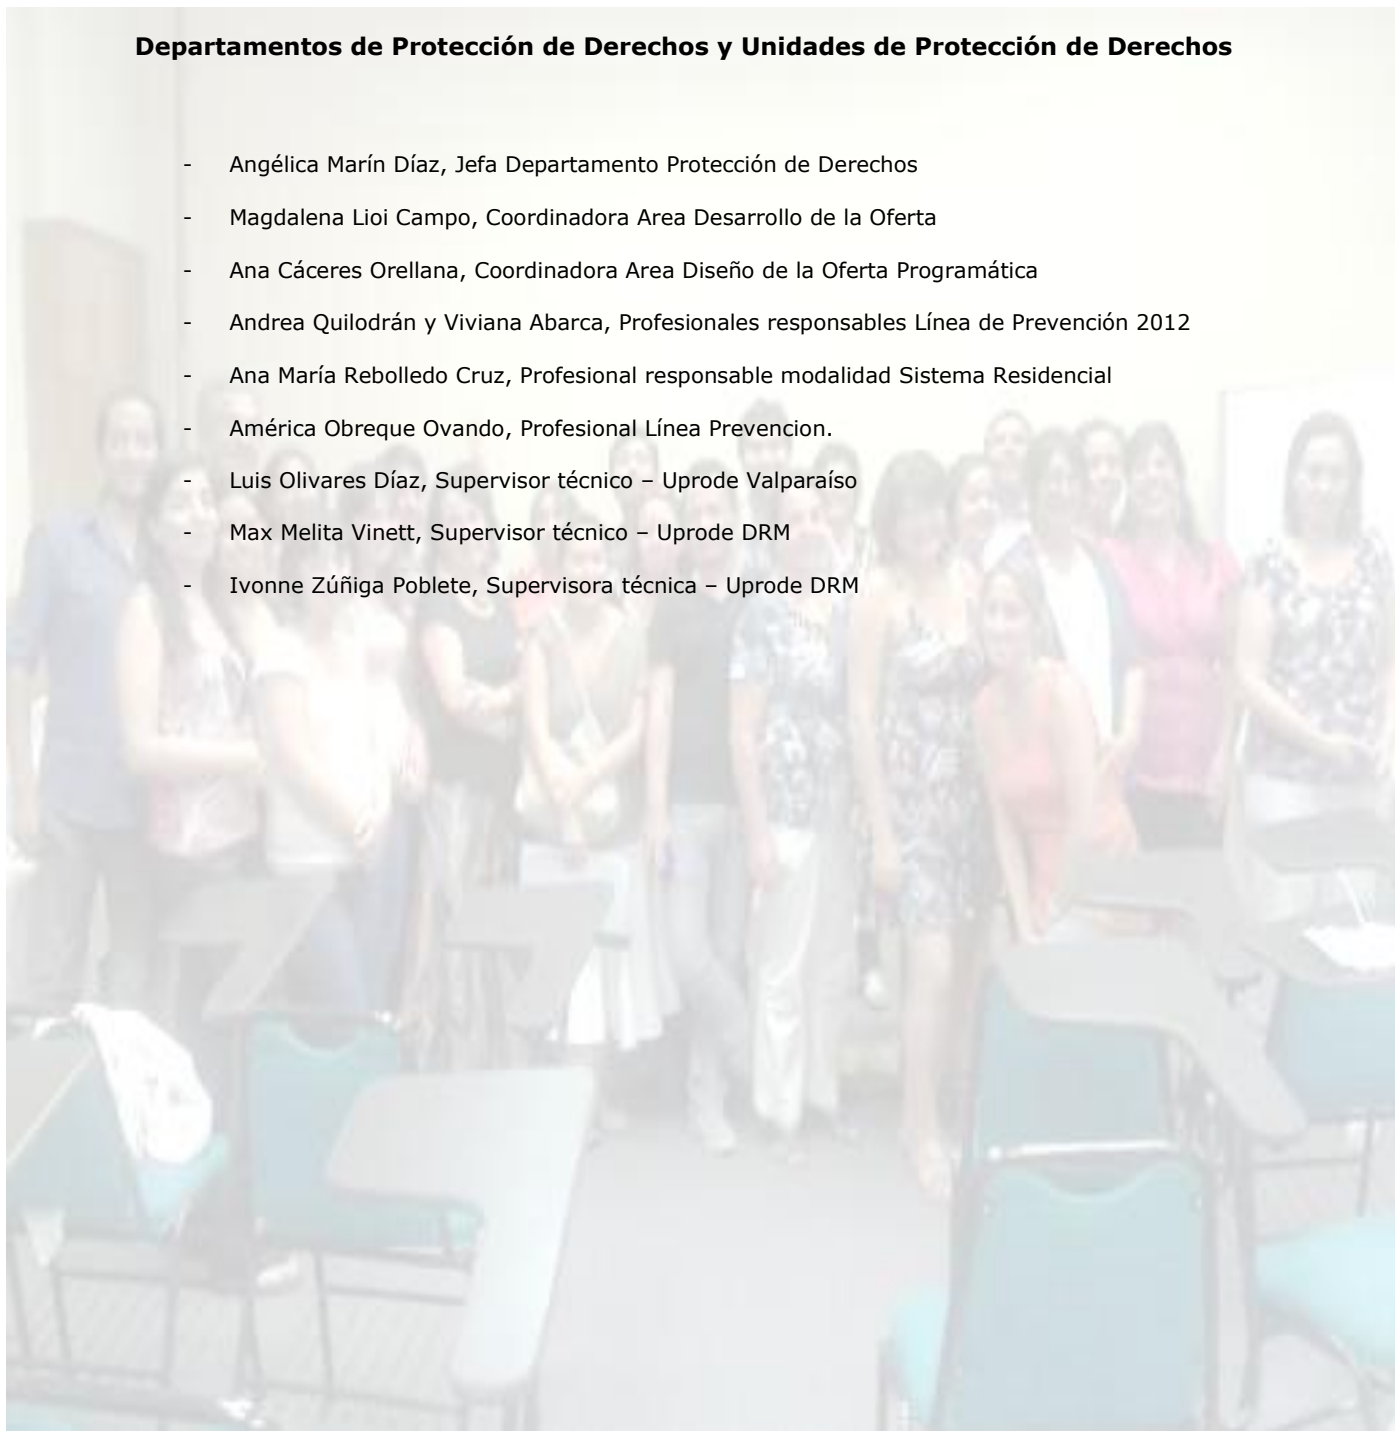 Departamentos de Protección de Derechos y Unidades de Protección de Derechos
- Angélica Marín Díaz, Jefa Departamento Protección de Derechos
- Magdalena Lioi Campo, Coordinadora Area Desarrollo de la Oferta
- Ana Cáceres Orellana, Coordinadora Area Diseño de la Oferta Programática
- Andrea Quilodrán y Viviana Abarca, Profesionales responsables Línea de Prevención 2012
- Ana María Rebolledo Cruz, Profesional responsable modalidad Sistema Residencial
- América Obreque Ovando, Profesional Línea Prevencion.
- Luis Olivares Díaz, Supervisor técnico – Uprode Valparaíso
- Max Melita Vinett, Supervisor técnico – Uprode DRM
- Ivonne Zúñiga Poblete, Supervisora técnica – Uprode DRM